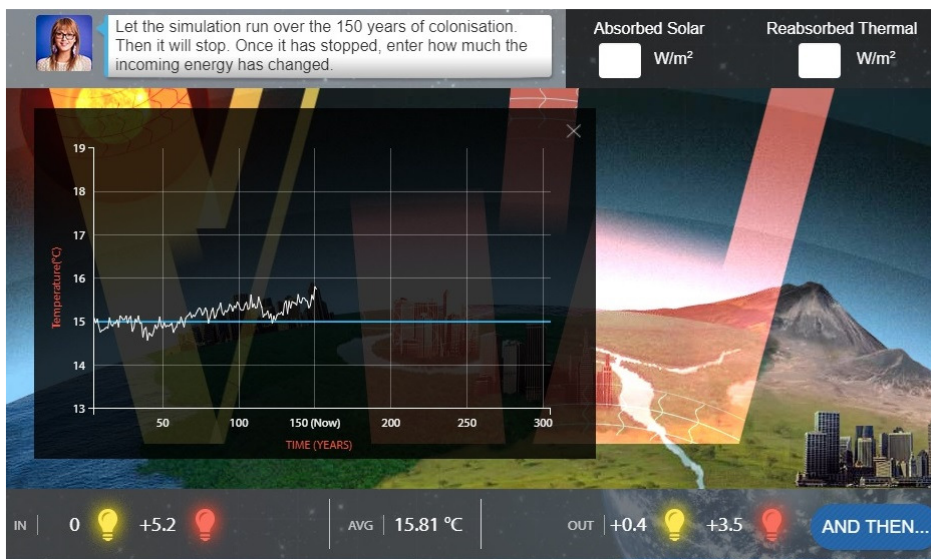 Let the simulation run over the 150 years of colonisation.
Then it will stop. Once it has stopped, enter how much the
incoming energy has changed.
Absorbed Solar
W/m²
Reabsorbed Thermal
W/m²
19
18
17
16
15
14
13
Temperature(°C)
50 100 150 (Now) 200 250 300
TIME (YEARS)
IN 0 +5.2
AVG 15.81 ºC
OUT +0.4 +3.5
AND THEN...